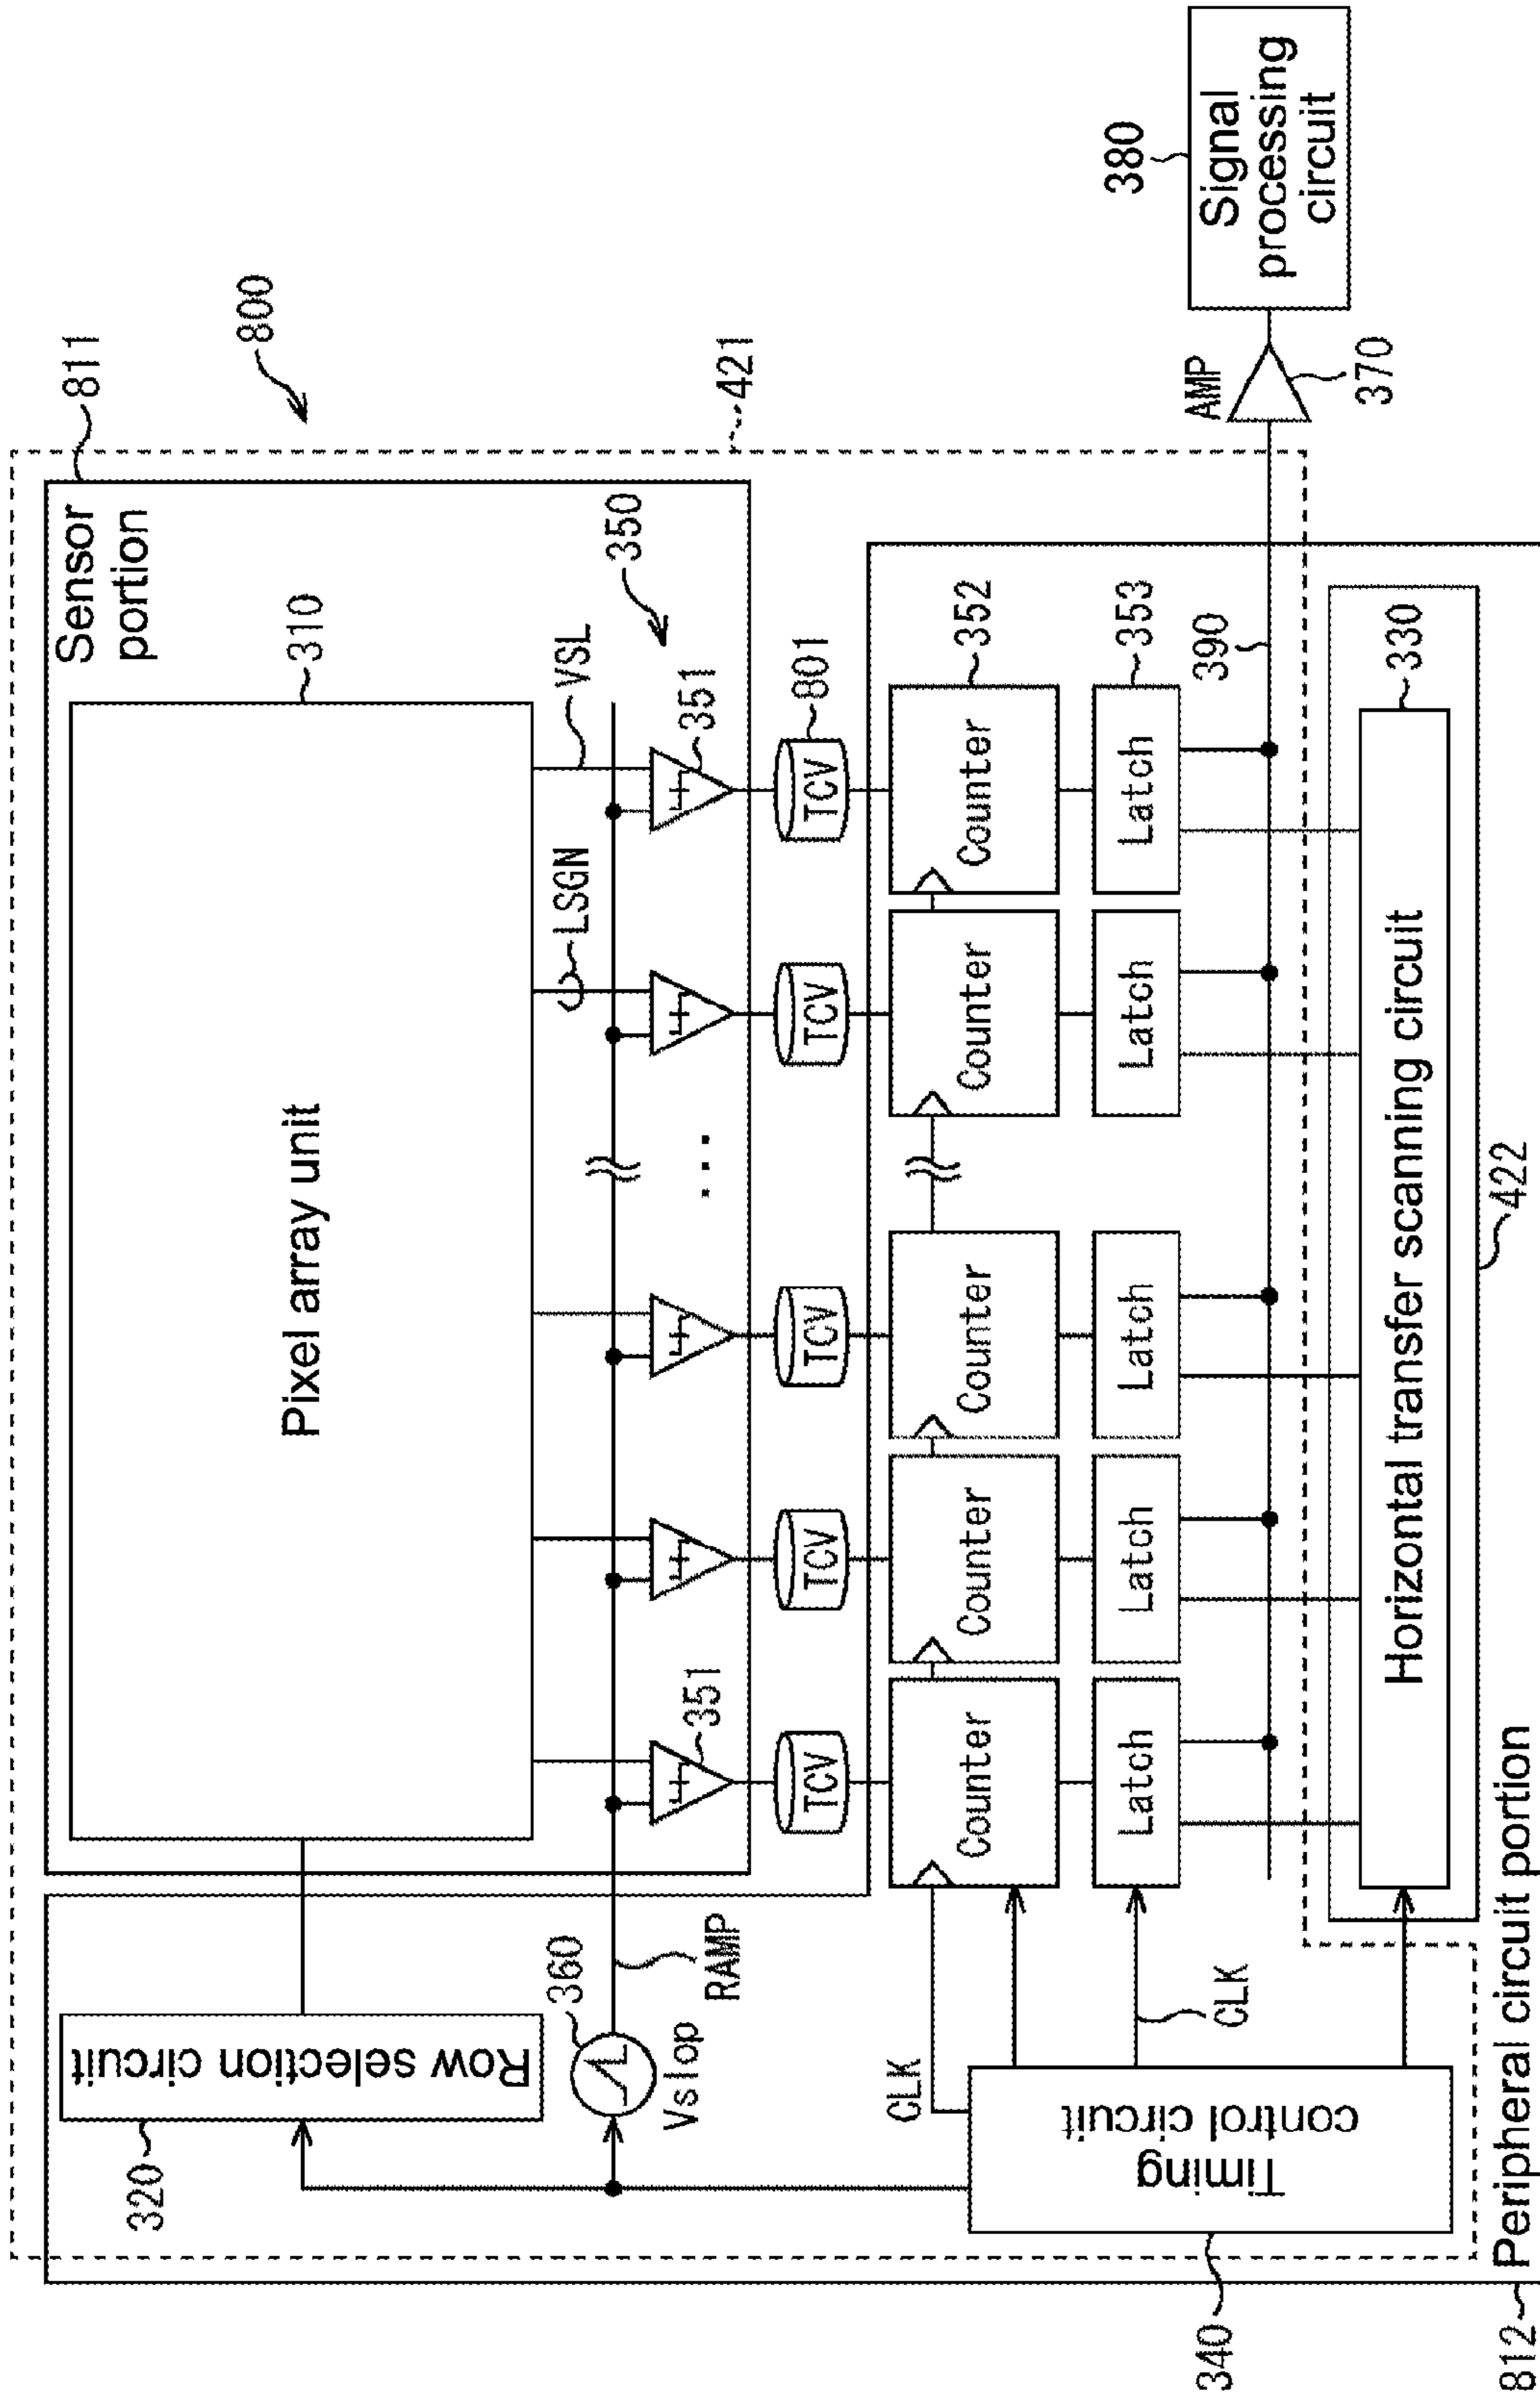 800
811
Sensor
portion
421
310
Pixel array unit
320
Row selection circuit
LSGN
VSL
350
360
Vslop
RAMP
351
351
...
TCV
TCV
TCV
TCV
TCV
801
CLK
Counter
Counter
Counter
Counter
Counter
352
Latch
Latch
Latch
Latch
Latch
353
CLK
340
Timing
control circuit
390
AMP
370
380
Signal
processing
circuit
330
Horizontal transfer scanning circuit
422
812
Peripheral circuit portion